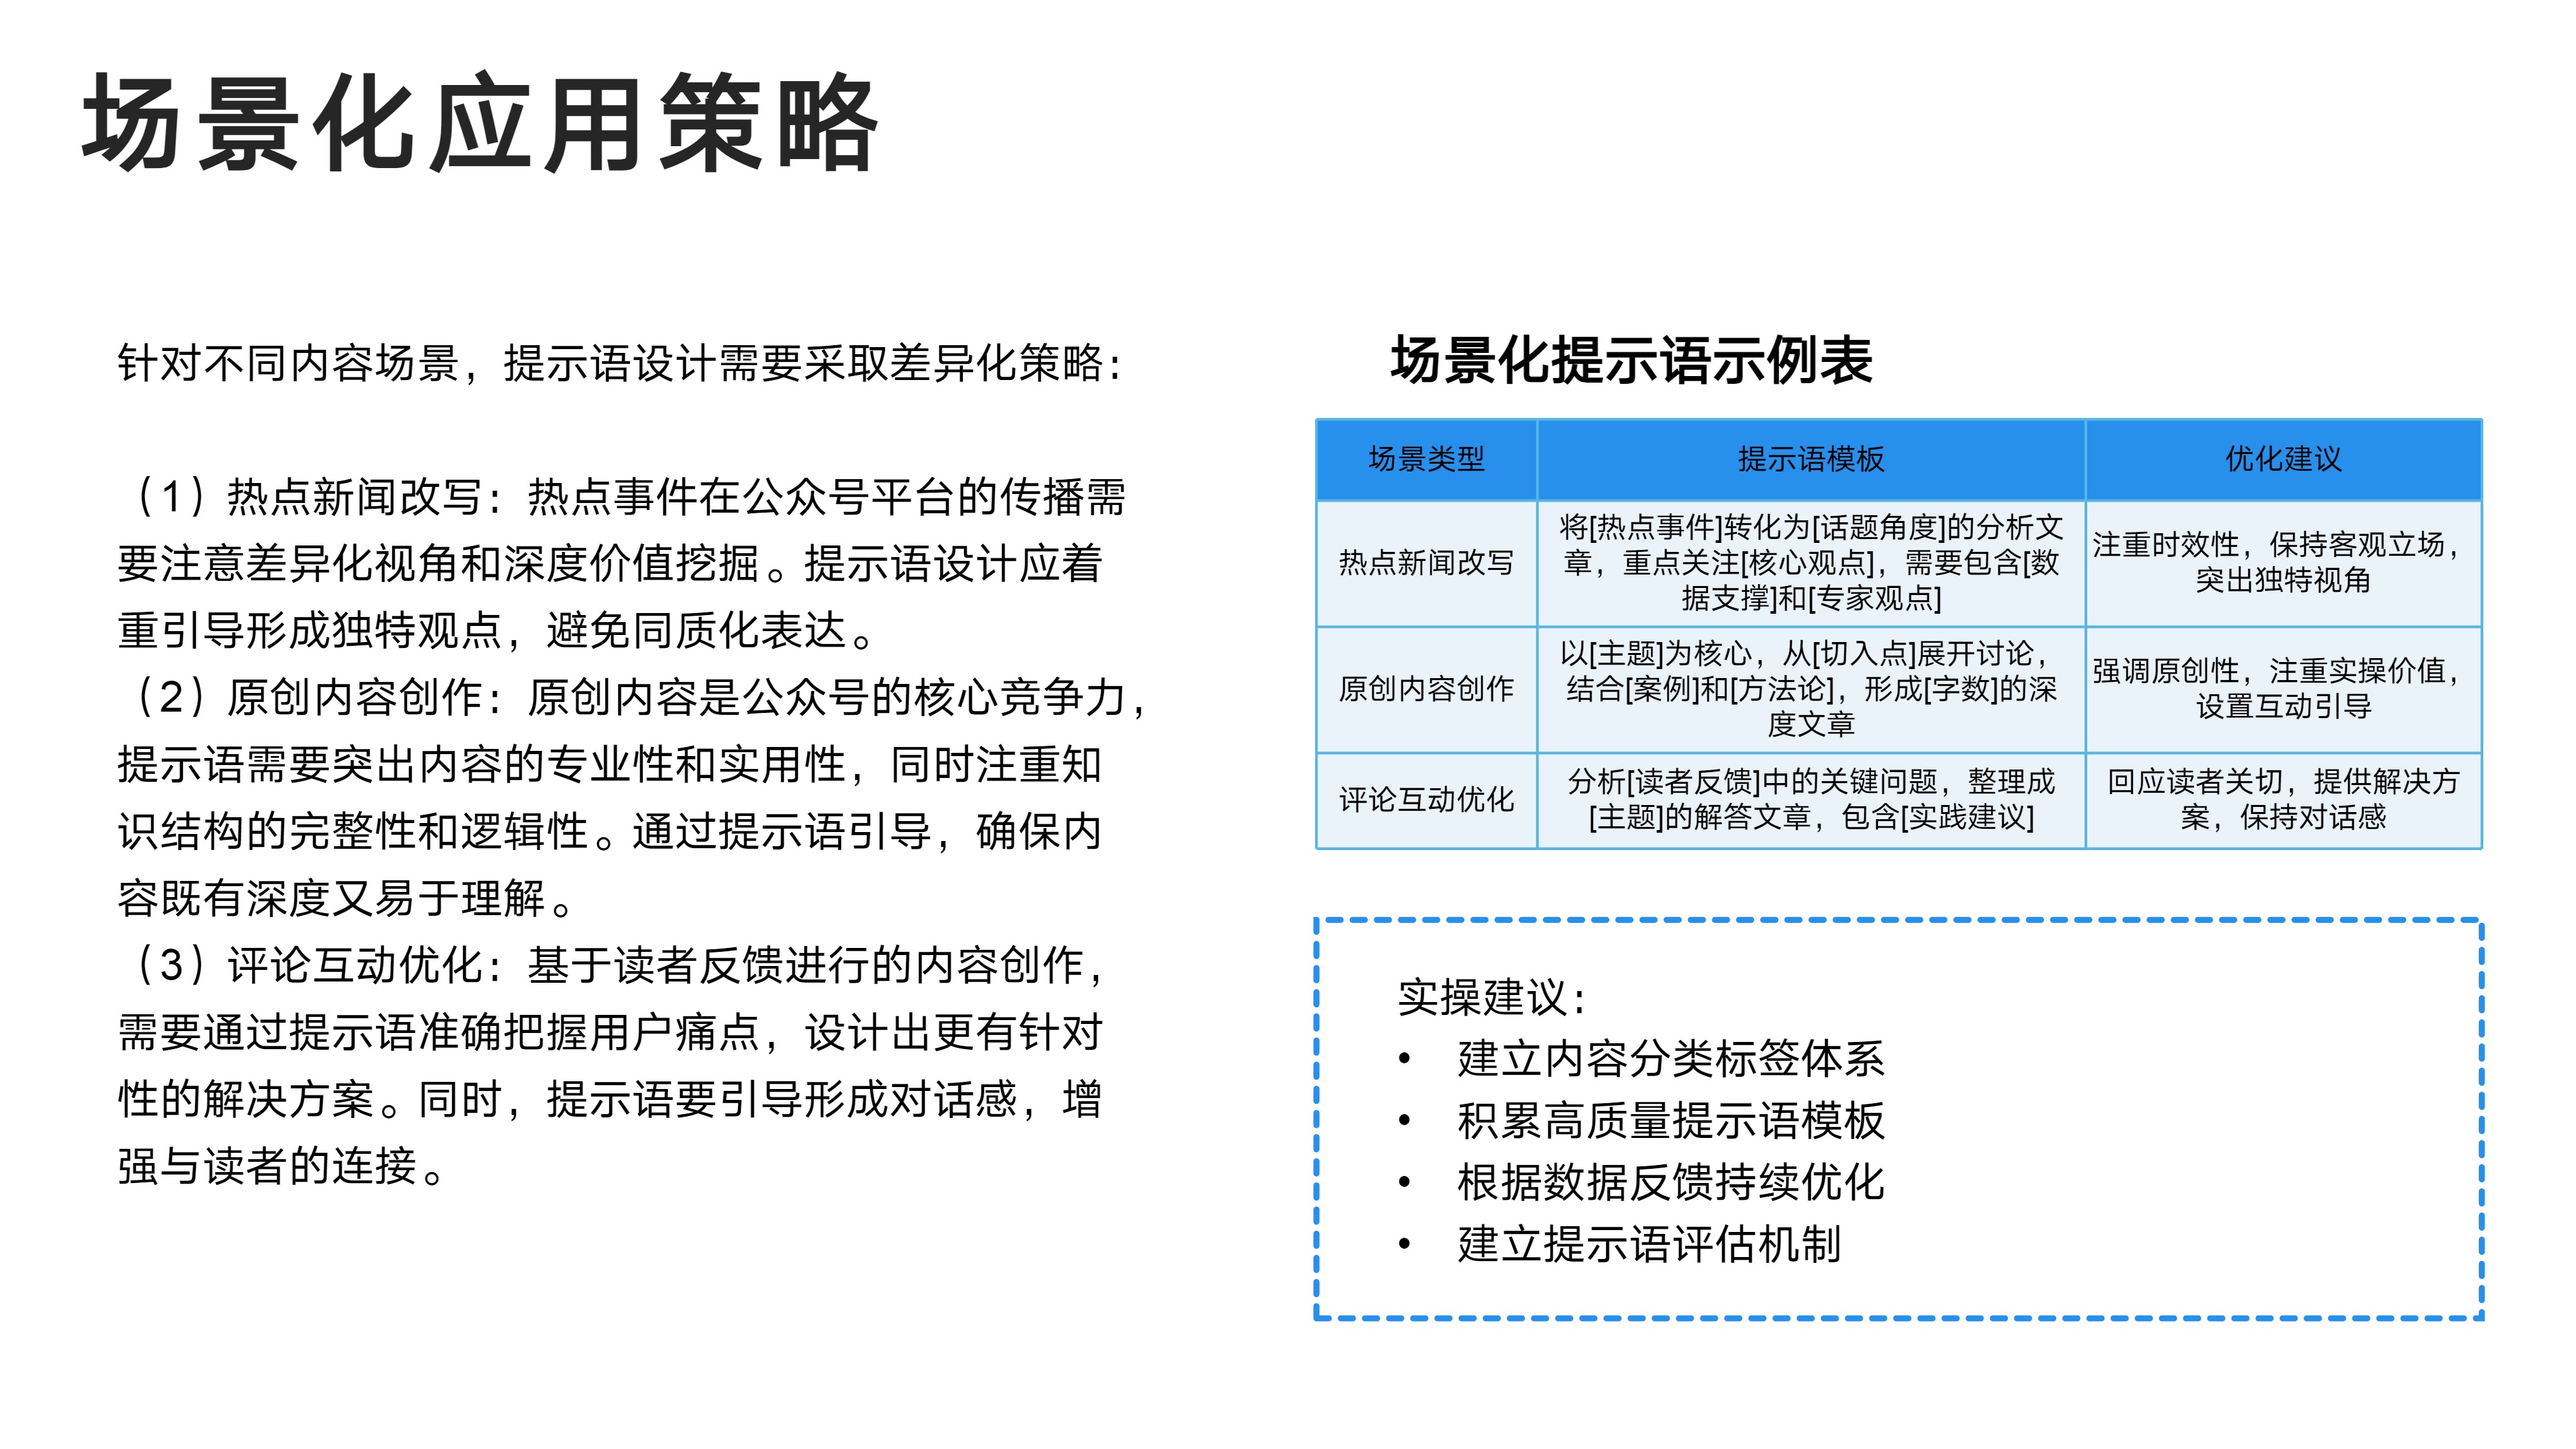 场景化应用策略
针对不同内容场景，提示语设计需要采取差异化策略：
（1）热点新闻改写：热点事件在公众号平台的传播需
要注意差异化视角和深度价值挖掘。提示语设计应着
重引导形成独特观点，避免同质化表达。
（2）原创内容创作：原创内容是公众号的核心竞争力，
提示语需要突出内容的专业性和实用性，同时注重知
识结构的完整性和逻辑性。通过提示语引导，确保内
容既有深度又易于理解。
（3）评论互动优化：基于读者反馈进行的内容创作，
需要通过提示语准确把握用户痛点，设计出更有针对
性的解决方案。同时，提示语要引导形成对话感，增
强与读者的连接。
场景化提示语示例表
场景类型 提示语模板 优化建议
热点新闻改写
将[热点事件]转化为[话题角度]的分析文
章，重点关注[核心观点]，需要包含[数
据支撑]和[专家观点]
注重时效性，保持客观立场，
突出独特视角
原创内容创作
以[主题]为核心，从[切入点]展开讨论，
结合[案例]和[方法论]，形成[字数]的深
度文章
强调原创性，注重实操价值，
设置互动引导
评论互动优化
分析[读者反馈]中的关键问题，整理成
[主题]的解答文章，包含[实践建议]
回应读者关切，提供解决方
案，保持对话感
实操建议：
• 建立内容分类标签体系
• 积累高质量提示语模板
• 根据数据反馈持续优化
• 建立提示语评估机制